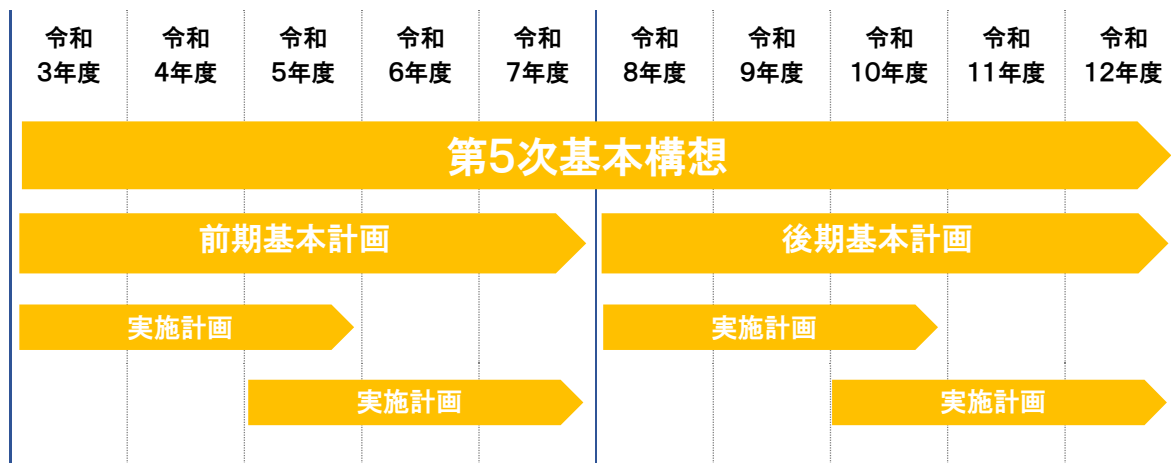 令和
3年度
令和
4年度
令和
5年度
令和
6年度
令和
7年度
令和
8年度
令和
9年度
令和
10年度
令和
11年度
令和
12年度
第5次基本構想
前期基本計画
後期基本計画
実施計画
実施計画
実施計画
実施計画